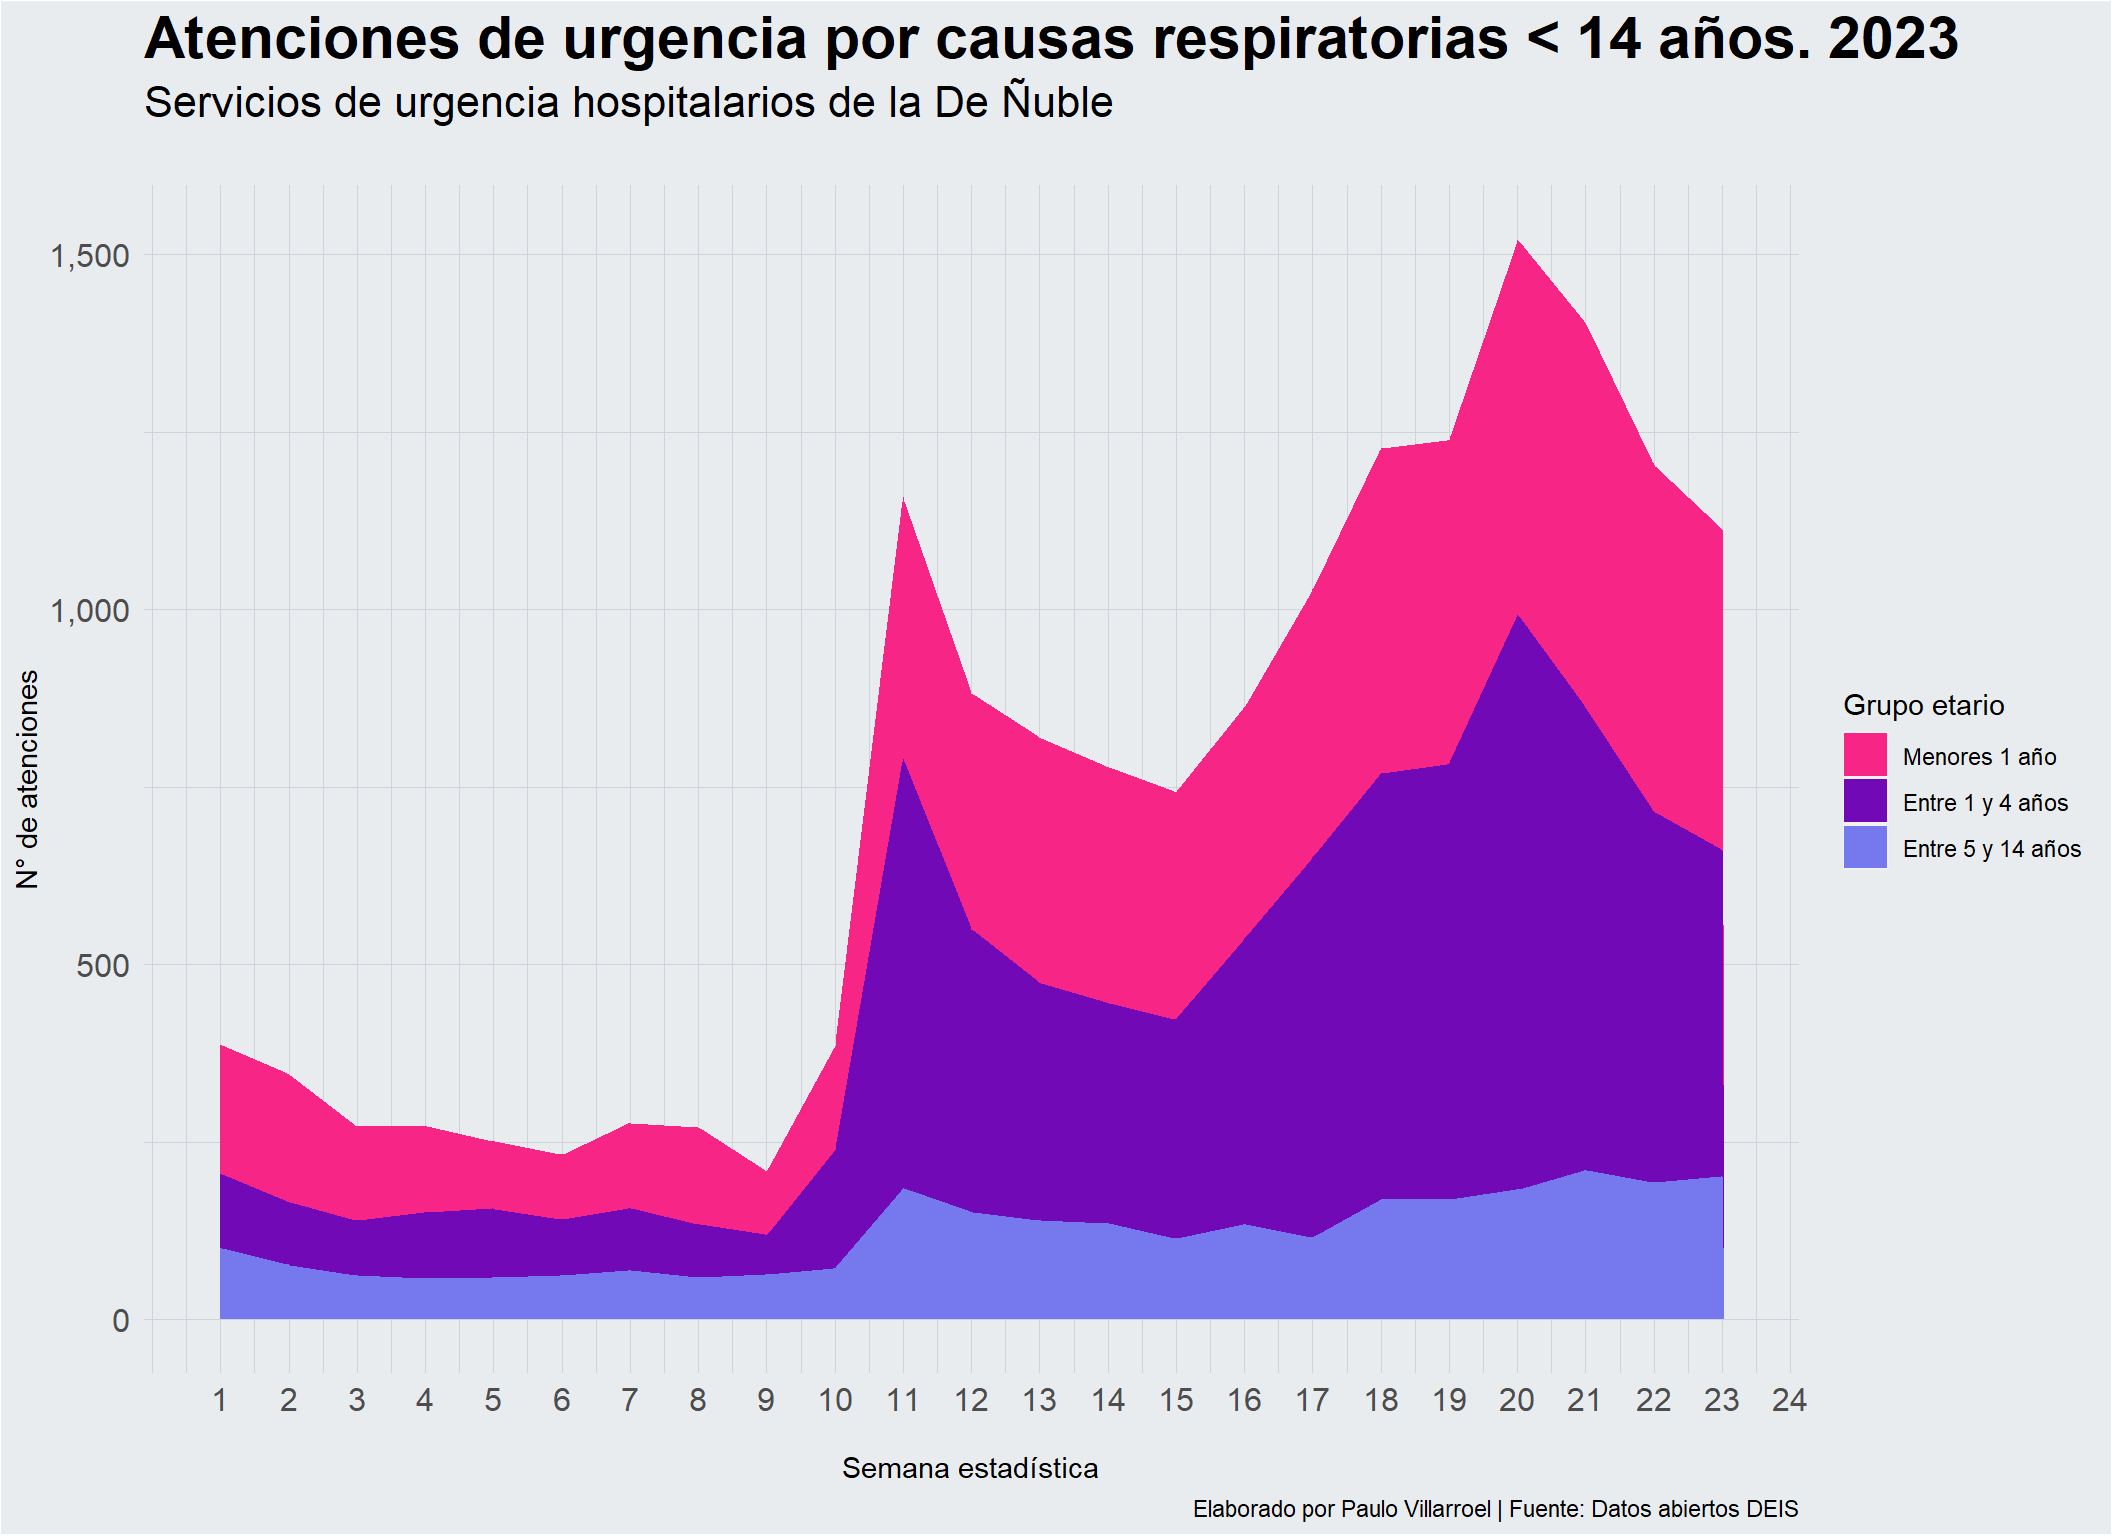 Atenciones de urgencia por causas respiratorias < 14 años. 2023
Servicios de urgencia hospitalarios de la De Ñuble
1,500
1,000
500
0
N° de atenciones
1 2 3 4 5 6 7 8 9 10 11 12 13 14 15 16 17 18 19 20 21 22 23 24
Semana estadística
Grupo etario
Menores 1 año
Entre 1 y 4 años
Entre 5 y 14 años
Elaborado por Paulo Villarroel | Fuente: Datos abiertos DEIS